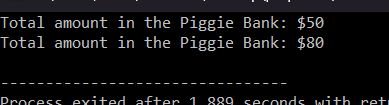 Total amount in the Piggie Bank: $50
Total amount in the Piggie Bank: $80
--------------------------------
Process exited after 1.889 seconds with